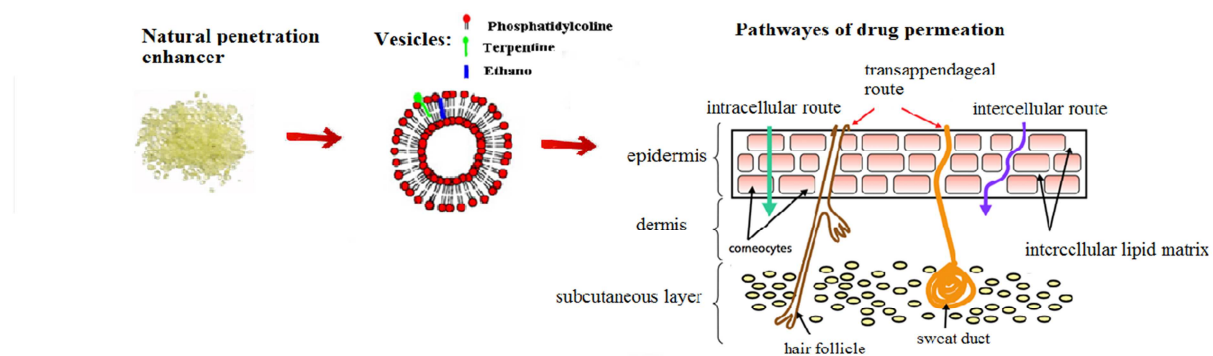 Natural penetration
enhancer
Vesicles:
Phosphatidylcoline
Terpentine
Ethano
Pathwayes of drug permeation
transappendageal
route
intracellular route
intercellular route
epidermis
dermis
corneocytes
intercellular lipid matrix
subcutaneous layer
hair follicle
sweat duct